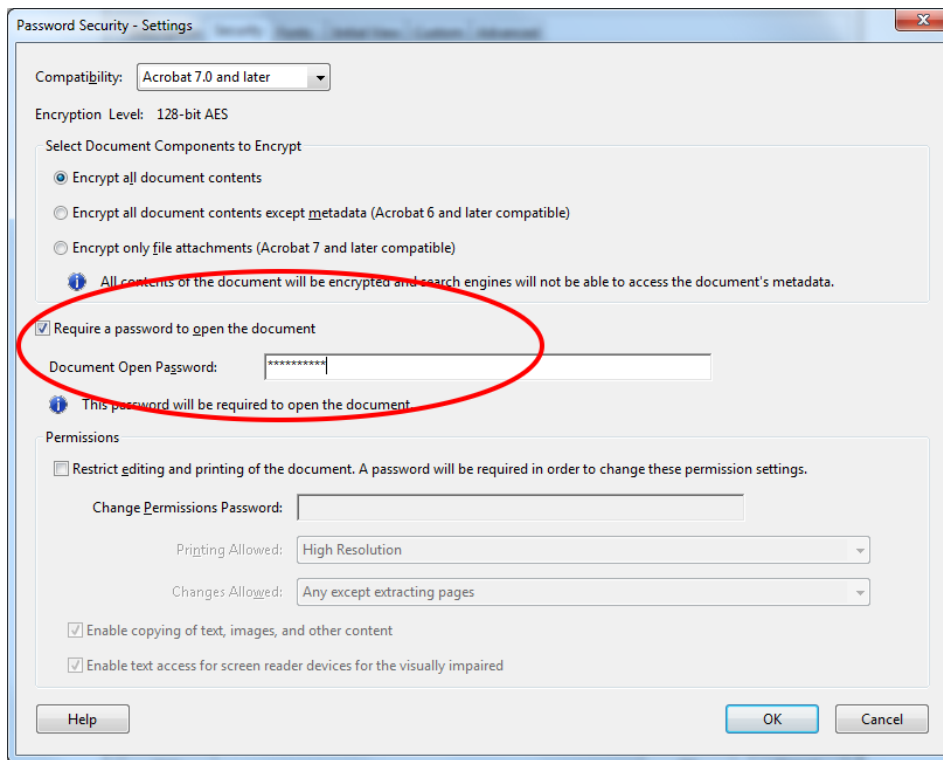 Password Security - Settings
Compatibility: Acrobat 7.0 and later
Encryption Level: 128-bit AES
Select Document Components to Encrypt
Encrypt all document contents
Encrypt all document contents except metadata (Acrobat 6 and later compatible)
Encrypt only file attachments (Acrobat 7 and later compatible)
All contents of the document will be encrypted and search engines will not be able to access the document's metadata.
Require a password to open the document
Document Open Password: **********
This password will be required to open the document.
Permissions
Restrict editing and printing of the document. A password will be required in order to change these permission settings.
Change Permissions Password:
Printing Allowed: High Resolution
Changes Allowed: Any except extracting pages
Enable copying of text, images, and other content
Enable text access for screen reader devices for the visually impaired
Help OK Cancel